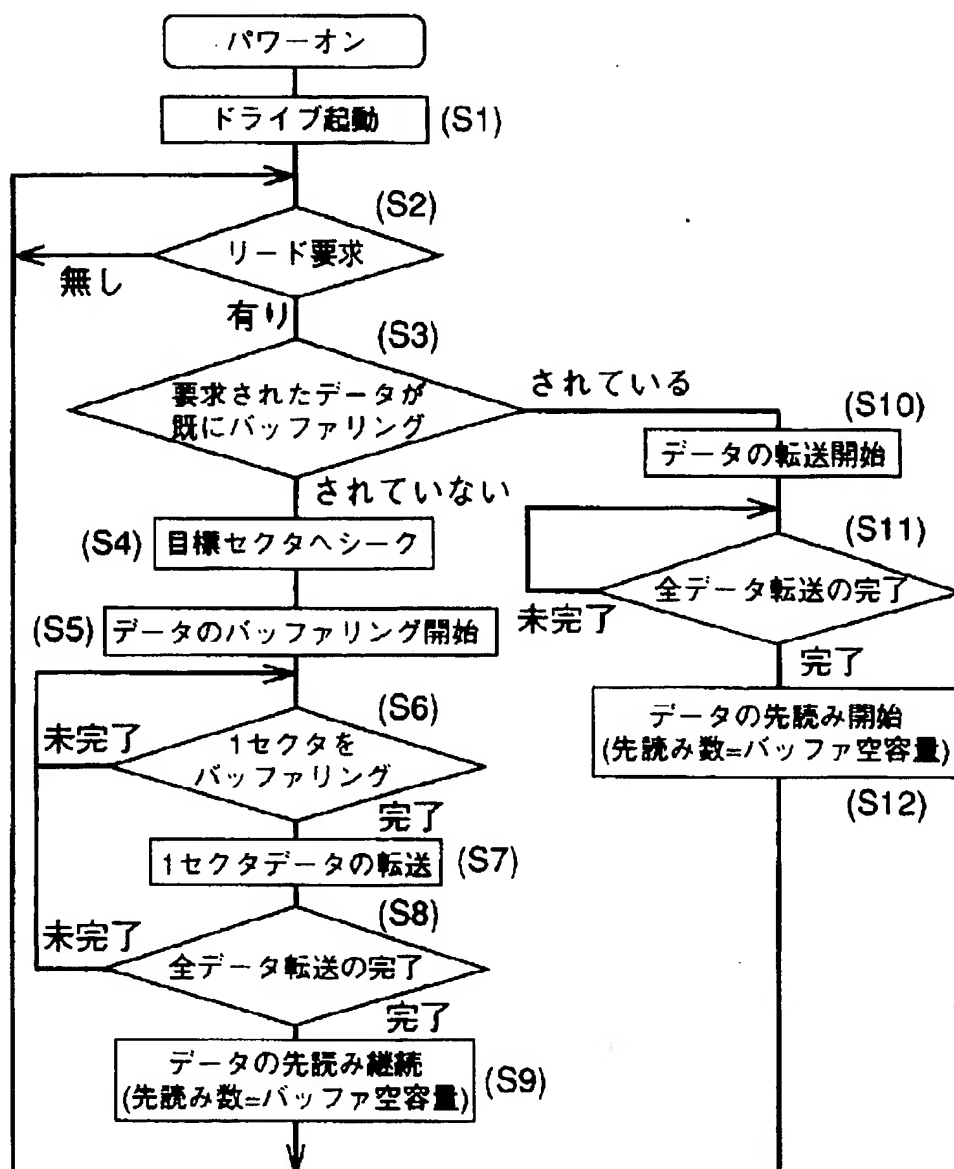 パワーオン
ドライブ起動
(S1)
(S2)
リード要求
無し
有り
(S3)
要求されたデータが
既にバッファリング
されている
されていない
(S4)
目標セクタへシーク
(S5)
データのバッファリング開始
(S6)
未完了
1セクタを
バッファリング
完了
1セクタデータの転送
(S7)
(S8)
未完了
全データ転送の完了
完了
データの先読み継続
(先読み数=バッファ空容量)
(S9)
(S10)
データの転送開始
(S11)
全データ転送の完了
未完了
完了
データの先読み開始
(先読み数=バッファ空容量)
(S12)